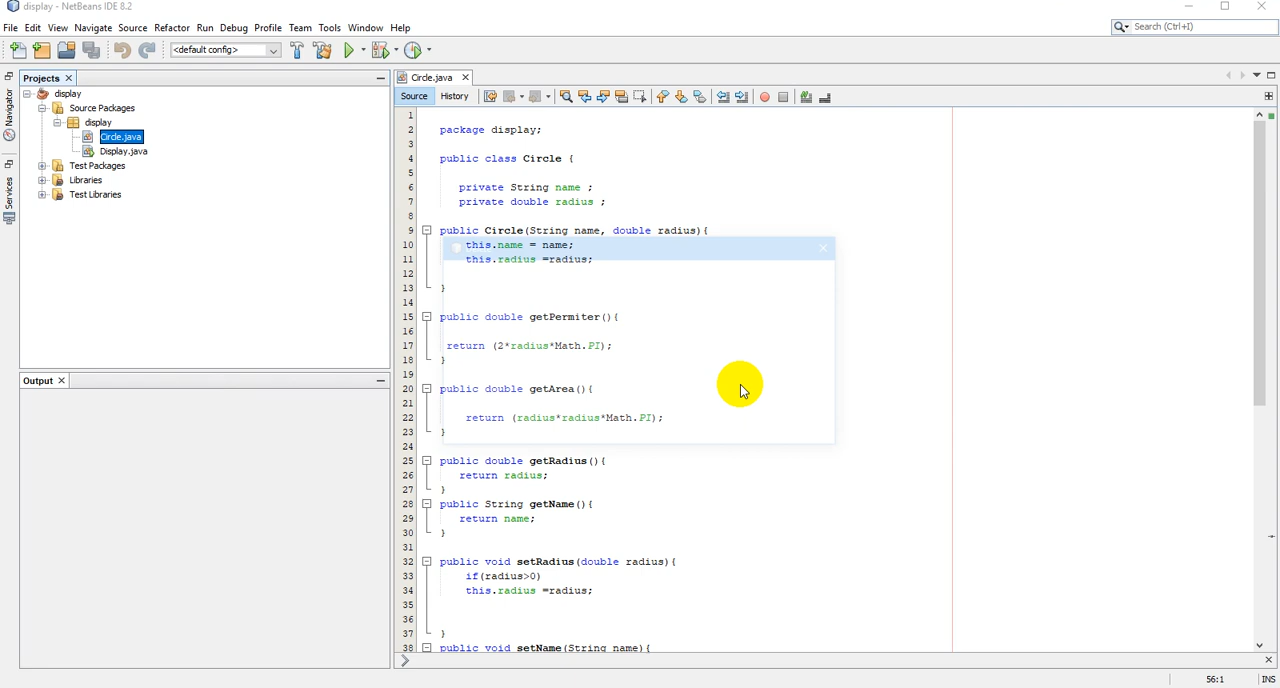 display - NetBeans IDE 8.2
File Edit View Navigate Source Refactor Run Debug Profile Team Tools Window Help
Search (Ctrl+I)
<default config>
Projects
display
Source Packages
display
Circle.java
Display.java
Test Packages
Libraries
Test Libraries
Navigator
Services
Output
Circle.java
Source History
1
2 package display;
3
4 public class Circle {
5
6 private String name ;
7 private double radius ;
8
9 public Circle(String name, double radius){
10 this.name = name;
11 this.radius =radius;
12
13 }
14
15 public double getPermiter(){
16
17 return (2*radius*Math.PI);
18 }
19
20 public double getArea(){
21
22 return (radius*radius*Math.PI);
23 }
24
25 public double getRadius(){
26 return radius;
27 }
28 public String getName(){
29 return name;
30 }
31
32 public void setRadius(double radius){
33 if(radius>0)
34 this.radius =radius;
35
36
37 }
38 public void setName(String name){
56:1 INS